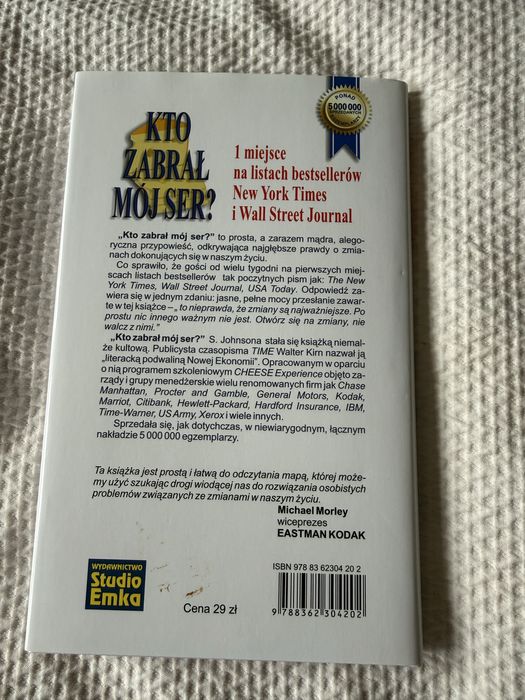 PONAD
5 000 000
SPRZEDANYCH
EGZEMPLARZY
KTO
ZABRAŁ
MÓJ SER?
1 miejsce
na listach bestsellerów
New York Times
i Wall Street Journal
„Kto zabrał mój ser?” to prosta, a zarazem mądra, alego-
ryczna przypowieść, odkrywająca najgłębsze prawdy o zmia-
nach dokonujących się w naszym życiu.
Co sprawiło, że gości od wielu tygodni na pierwszych miej-
scach listach bestsellerów tak poczytnych pism jak: The New
York Times, Wall Street Journal, USA Today. Odpowiedź za-
wiera się w jednym zdaniu: jasne, pełne mocy przesłanie zawar-
te w tej książce – „ to nieprawda, że zmiany są najważniejsze. Po
prostu nic innego ważnym nie jest. Otwórz się na zmiany, nie
walcz z nimi.”
„Kto zabrał mój ser?” S. Johnsona stała się książką niemal-
że kultową. Publicysta czasopisma TIME Walter Kirn nazwał ją
„literacką podwaliną Nowej Ekonomii”. Opracowanym w oparciu
o nią programem szkoleniowym CHEESE Experience objęto za-
rządy i grupy menedżerskie wielu renomowanych firm jak Chase
Manhattan, Procter and Gamble, General Motors, Kodak,
Marriot, Citibank, Hewlett-Packard, Hardford Insurance, IBM,
Time-Warner, US Army, Xerox i wiele innych.
Sprzedała się, jak dotychczas, w niewiarygodnym, łącznym
nakładzie 5 000 000 egzemplarzy.
Ta książka jest prostą i łatwą do odczytania mapą, której może-
my użyć szukając drogi wiodącej nas do rozwiązania osobistych
problemów związanych ze zmianami w naszym życiu.
Michael Morley
wiceprezes
EASTMAN KODAK
WYDAWNICTWO
Studio
Emka
Cena 29 zł
ISBN 978 83 62304 20 2
9 788362 304202